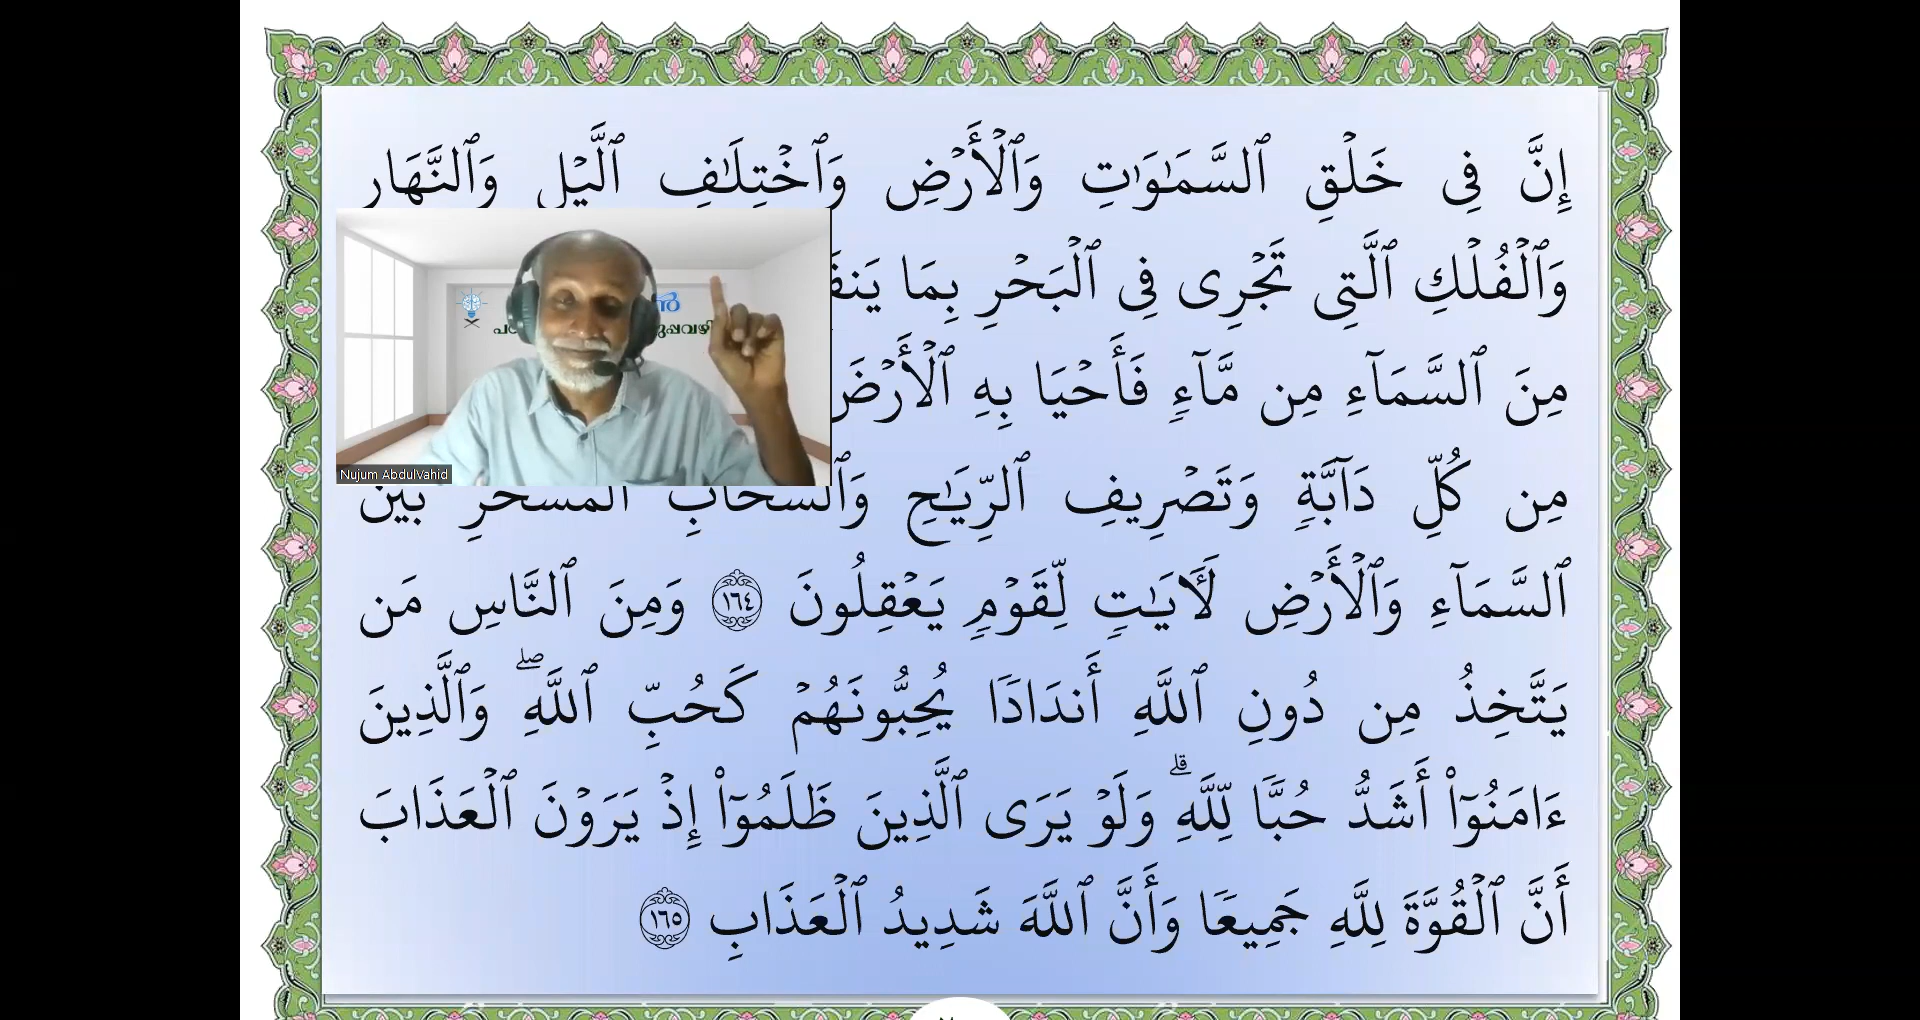 إِنَّ فِى خَلْقِ ٱلسَّمَـٰوَٰتِ وَٱلْأَرْضِ وَٱخْتِلَـٰفِ ٱلَّيْلِ وَٱلنَّهَارِ
وَٱلْفُلْكِ ٱلَّتِى تَجْرِى فِى ٱلْبَحْرِ بِمَا
مِنَ ٱلسَّمَآءِ مِن مَّآءٍ فَأَحْيَا بِهِ ٱلْأَرْضَ
مِن كُلِّ دَآبَّةٍ وَتَصْرِيفِ ٱلرِّيَـٰحِ وَٱلسَّحَابِ ٱلْمُسَخَّرِ بَيْنَ
ٱلسَّمَآءِ وَٱلْأَرْضِ لَـَٔايَـٰتٍ لِّقَوْمٍ يَعْقِلُونَ ١٦٤ وَمِنَ ٱلنَّاسِ مَن
يَتَّخِذُ مِن دُونِ ٱللَّهِ أَندَادًا يُحِبُّونَهُمْ كَحُبِّ ٱللَّهِ ۖ وَٱلَّذِينَ
ءَامَنُوٓا۟ أَشَدُّ حُبًّا لِّلَّهِ ۗ وَلَوْ يَرَى ٱلَّذِينَ ظَلَمُوٓا۟ إِذْ يَرَوْنَ ٱلْعَذَابَ
أَنَّ ٱلْقُوَّةَ لِلَّهِ جَمِيعًا وَأَنَّ ٱللَّهَ شَدِيدُ ٱلْعَذَابِ ١٦٥
Nujum AbdulVahid